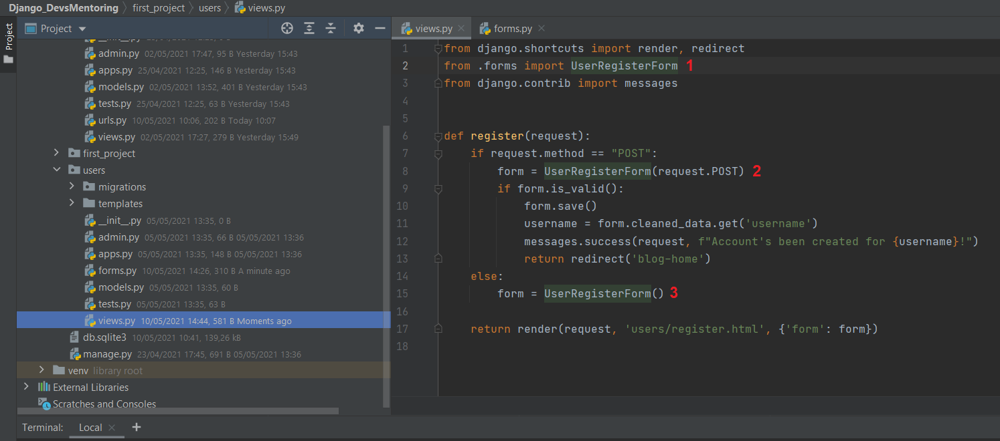 Django_DevsMentoring first_project users views.py
Project
Project
views.py forms.py
admin.py 02/05/2021 17:47, 95 B Yesterday 15:43
apps.py 25/04/2021 12:25, 146 B Yesterday 15:43
models.py 02/05/2021 13:52, 401 B Yesterday 15:43
tests.py 25/04/2021 12:25, 63 B Yesterday 15:43
urls.py 10/05/2021 10:06, 202 B Today 10:07
views.py 02/05/2021 17:27, 279 B Yesterday 15:49
first_project
users
migrations
templates
__init__.py 05/05/2021 13:35, 0 B
admin.py 05/05/2021 13:35, 66 B 05/05/2021 13:36
apps.py 05/05/2021 13:35, 148 B 05/05/2021 13:36
forms.py 10/05/2021 14:26, 310 B A minute ago
models.py 05/05/2021 13:35, 60 B
tests.py 05/05/2021 13:35, 63 B
views.py 10/05/2021 14:44, 581 B Moments ago
db.sqlite3 10/05/2021 10:41, 139,26 kB
manage.py 23/04/2021 17:45, 691 B 05/05/2021 13:36
venv library root
External Libraries
Scratches and Consoles
1 from django.shortcuts import render, redirect
2 from .forms import UserRegisterForm 1
3 from django.contrib import messages
4
5
6 def register(request):
7 if request.method == "POST":
8 form = UserRegisterForm(request.POST) 2
9 if form.is_valid():
10 form.save()
11 username = form.cleaned_data.get('username')
12 messages.success(request, f"Account's been created for {username}!")
13 return redirect('blog-home')
14 else:
15 form = UserRegisterForm() 3
16
17 return render(request, 'users/register.html', {'form': form})
18
Terminal: Local +